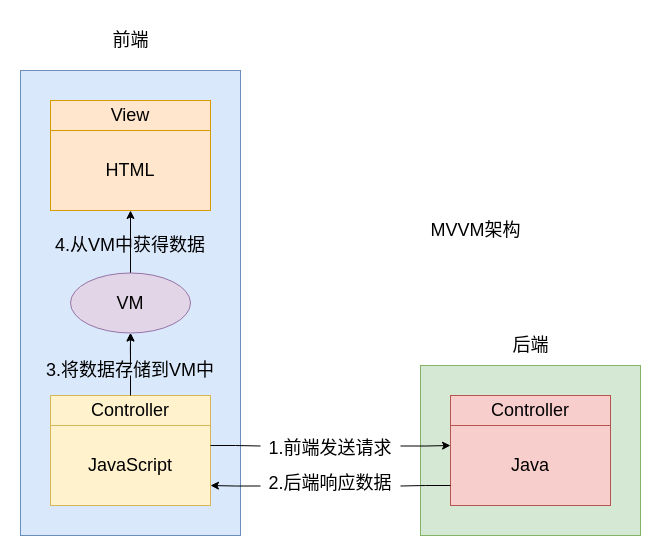 前端
View
HTML
4.从VM中获得数据
MVVM架构
VM
后端
3.将数据存储到VM中
Controller
JavaScript
Controller
Java
1.前端发送请求
2.后端响应数据